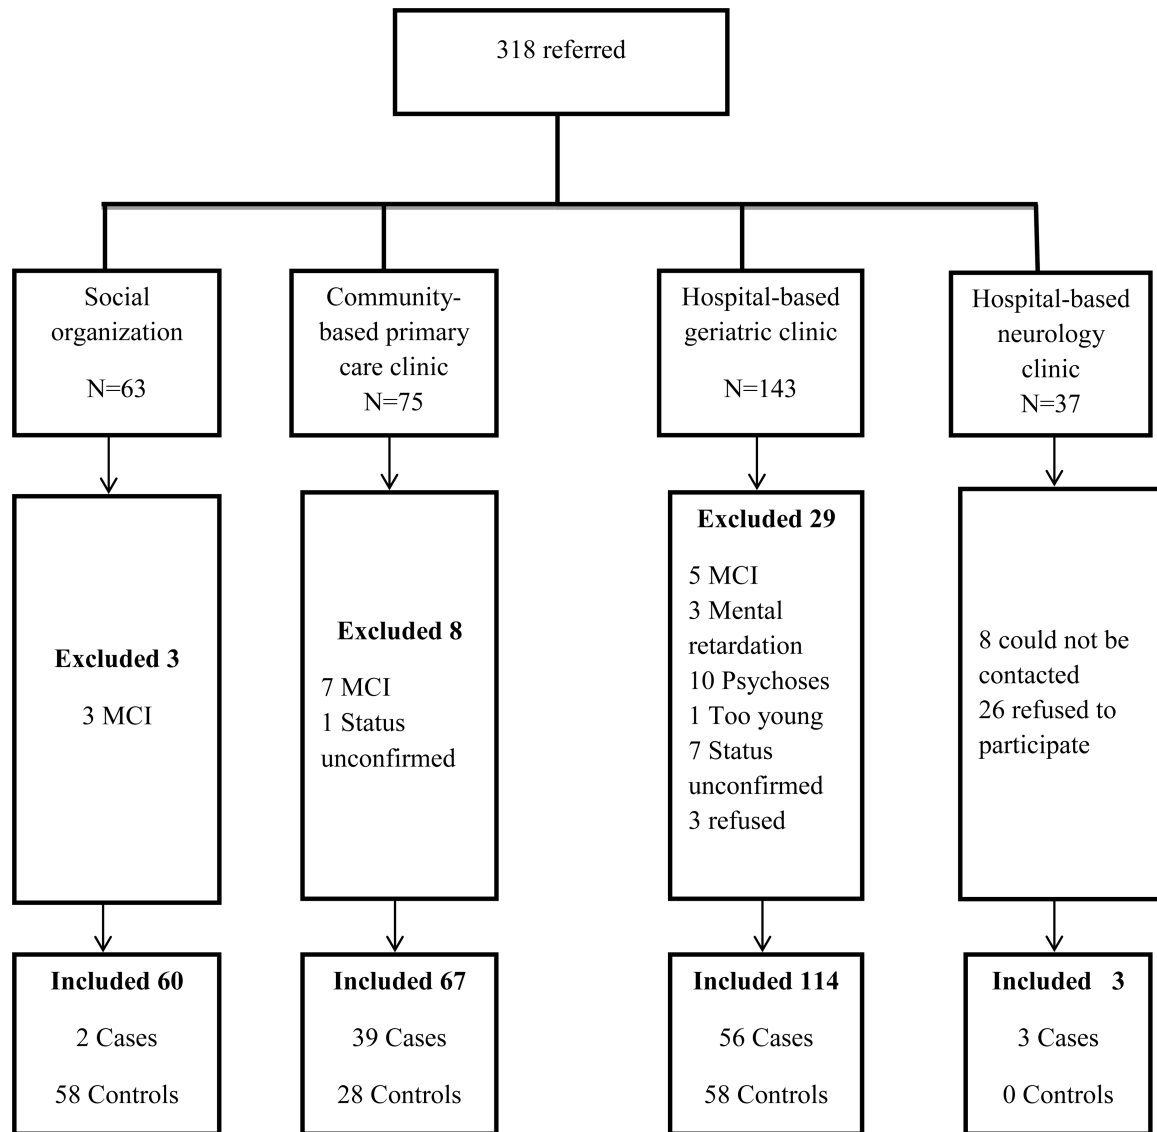 318 referred
Social
organization
N=63
Community-
based primary
care clinic
N=75
Hospital-based
geriatric clinic
N=143
Hospital-based
neurology
clinic
N=37
Excluded 3
3 MCI
Excluded 8
7 MCI
1 Status
unconfirmed
Excluded 29
5 MCI
3 Mental
retardation
10 Psychoses
1 Too young
7 Status
unconfirmed
3 refused
8 could not be
contacted
26 refused to
participate
Included 60
2 Cases
58 Controls
Included 67
39 Cases
28 Controls
Included 114
56 Cases
58 Controls
Included 3
3 Cases
0 Controls